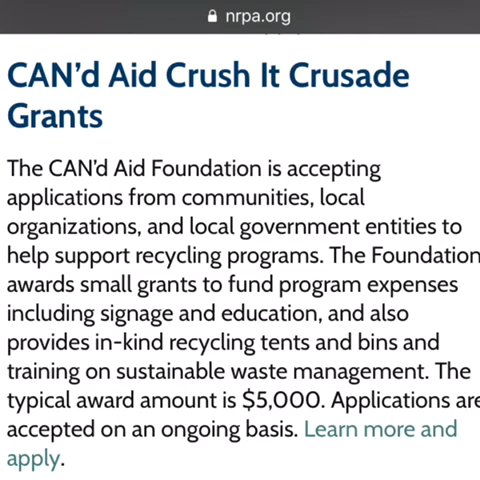 nrpa.org
CAN'd Aid Crush It Crusade
Grants
The CAN'd Aid Foundation is accepting
applications from communities, local
organizations, and local government entities to
help support recycling programs. The Foundation
awards small grants to fund program expenses
including signage and education, and also
provides in-kind recycling tents and bins and
training on sustainable waste management. The
typical award amount is $5,000. Applications are
accepted on an ongoing basis. Learn more and
apply.